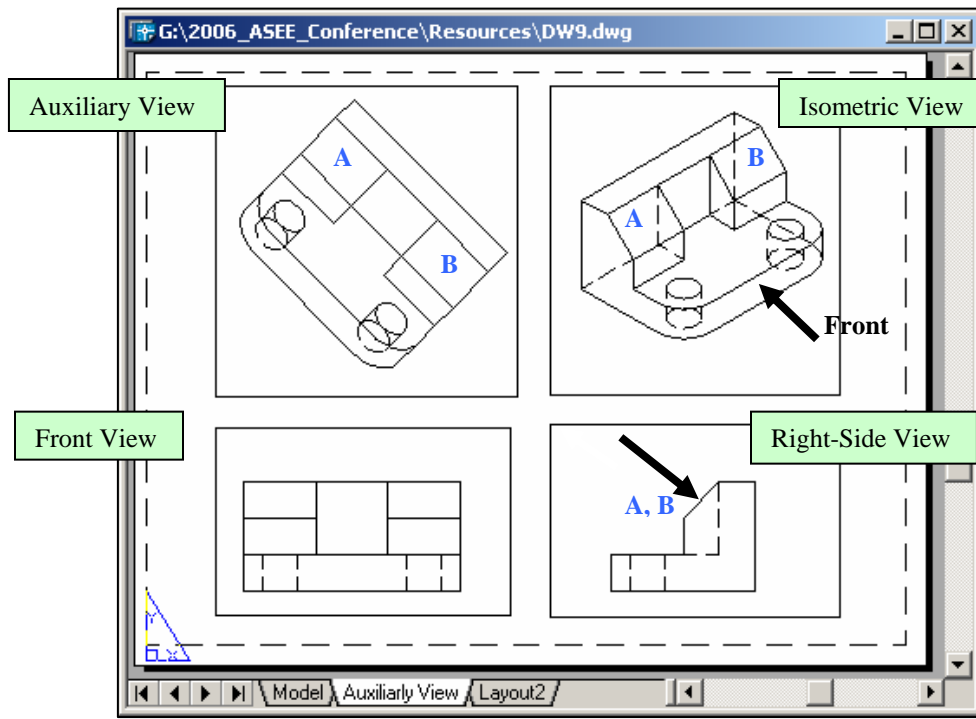 G:\2006_ASEE_Conference\Resources\DW9.dwg
Auxiliary View
Isometric View
A
B
B
A
Front
Front View
Right-Side View
A, B
Y
X
Model
Auxiliarly View
Layout2